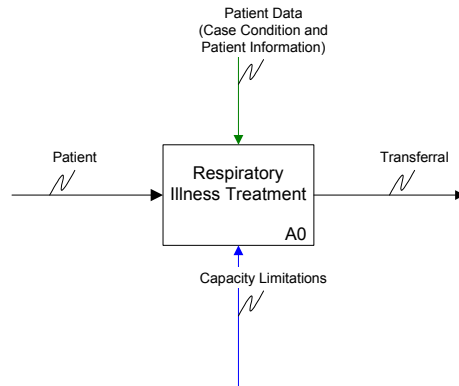 Patient Data
(Case Condition and
Patient Information)
Patient
Respiratory
Illness Treatment
A0
Transferral
Capacity Limitations